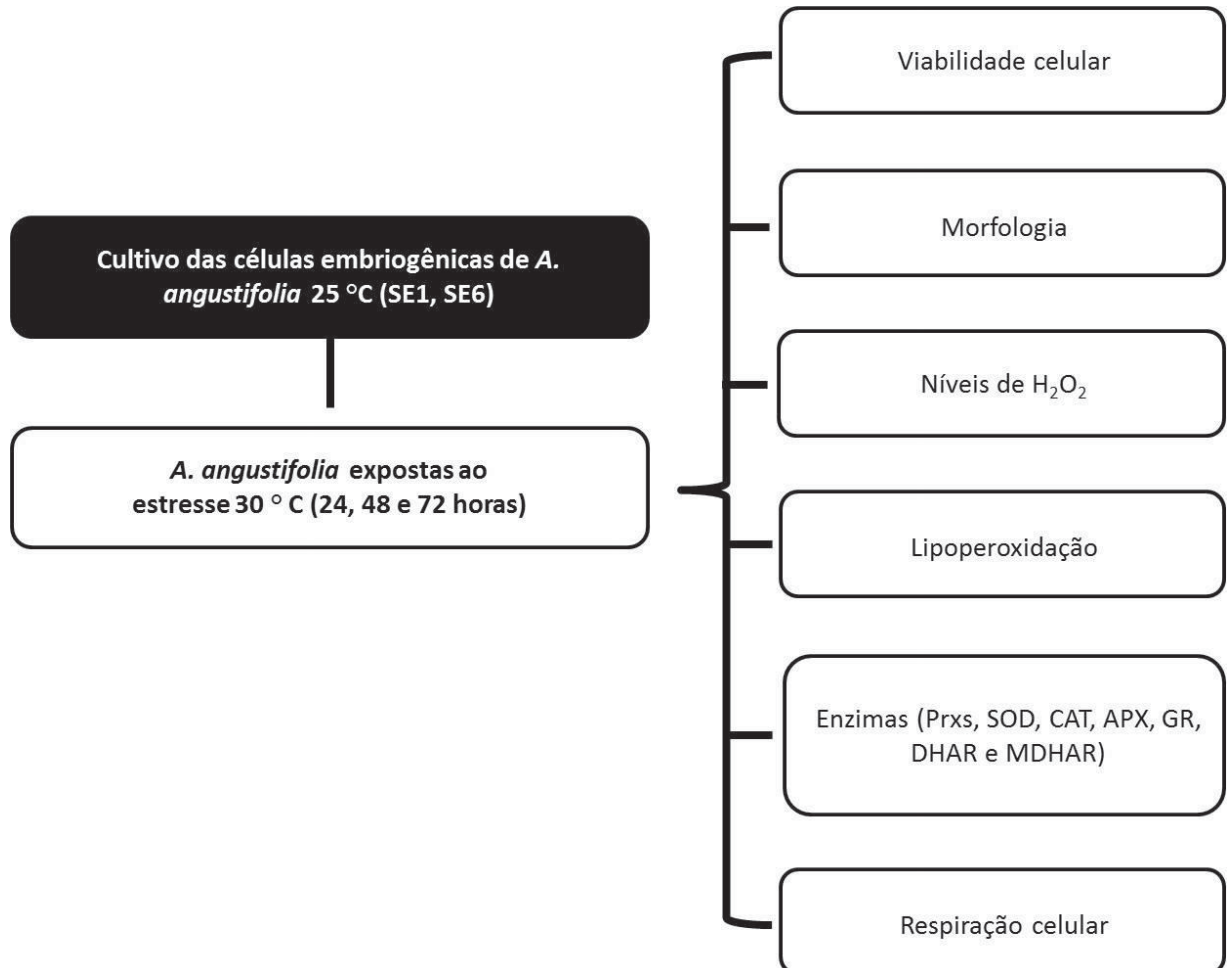 Cultivo das células embriogênicas de A.
angustifolia 25 °C (SE1, SE6)
A. angustifolia expostas ao
estresse 30 ° C (24, 48 e 72 horas)
Viabilidade celular
Morfologia
Níveis de H₂O₂
Lipoperoxidação
Enzimas (Prxs, SOD, CAT, APX, GR,
DHAR e MDHAR)
Respiração celular